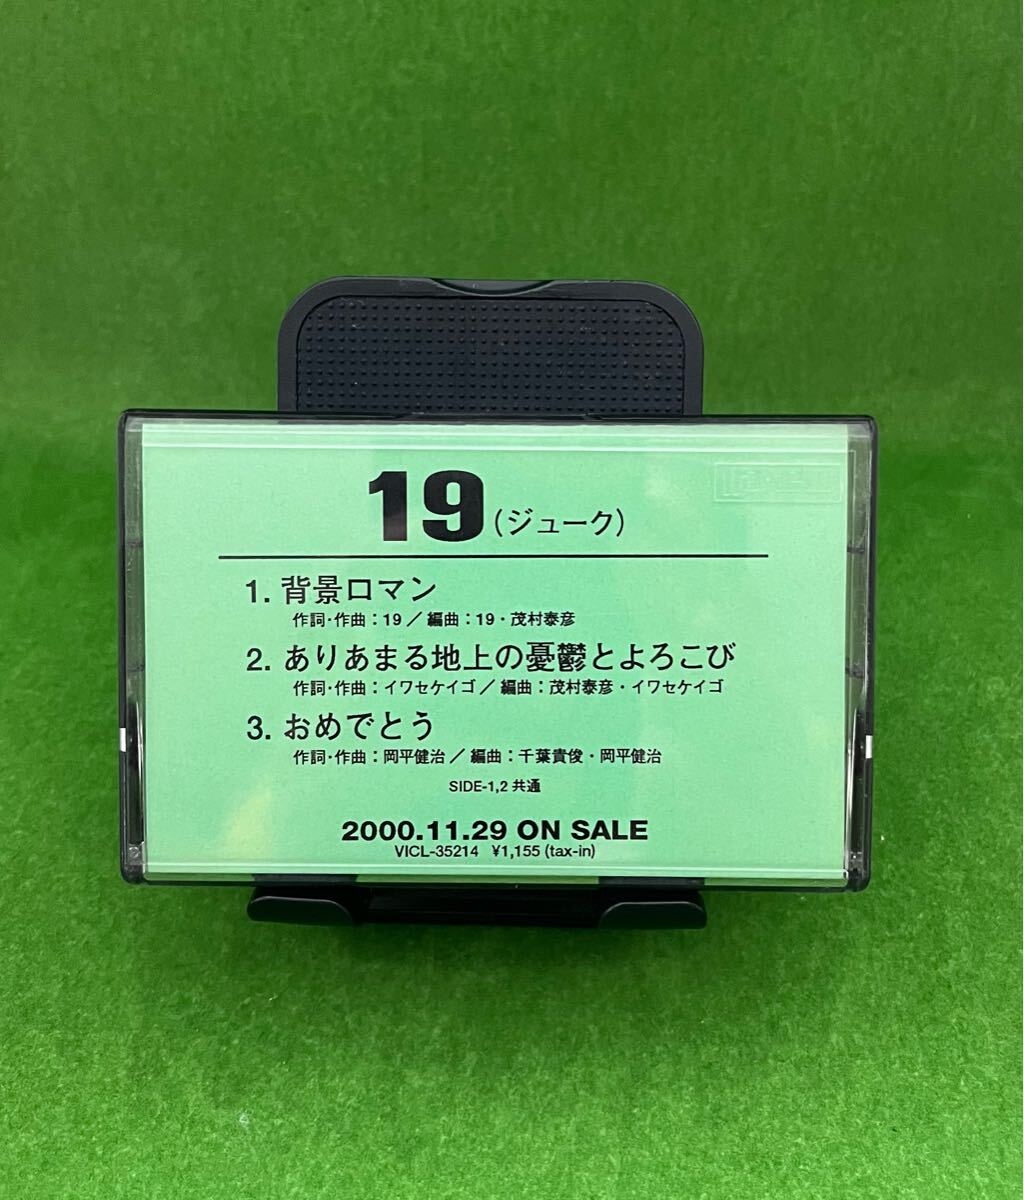 19 (ジューク)
1. 背景ロマン
作詞・作曲：19 ／ 編曲：19・茂村泰彦
2. ありあまる地上の憂鬱とよろこび
作詞・作曲：イワセケイゴ ／ 編曲：茂村泰彦・イワセケイゴ
3. おめでとう
作詞・作曲：岡平健治 ／ 編曲：千葉貴俊・岡平健治
SIDE-1,2 共通
2000.11.29 ON SALE
VICL-35214 ¥1,155 (tax-in)